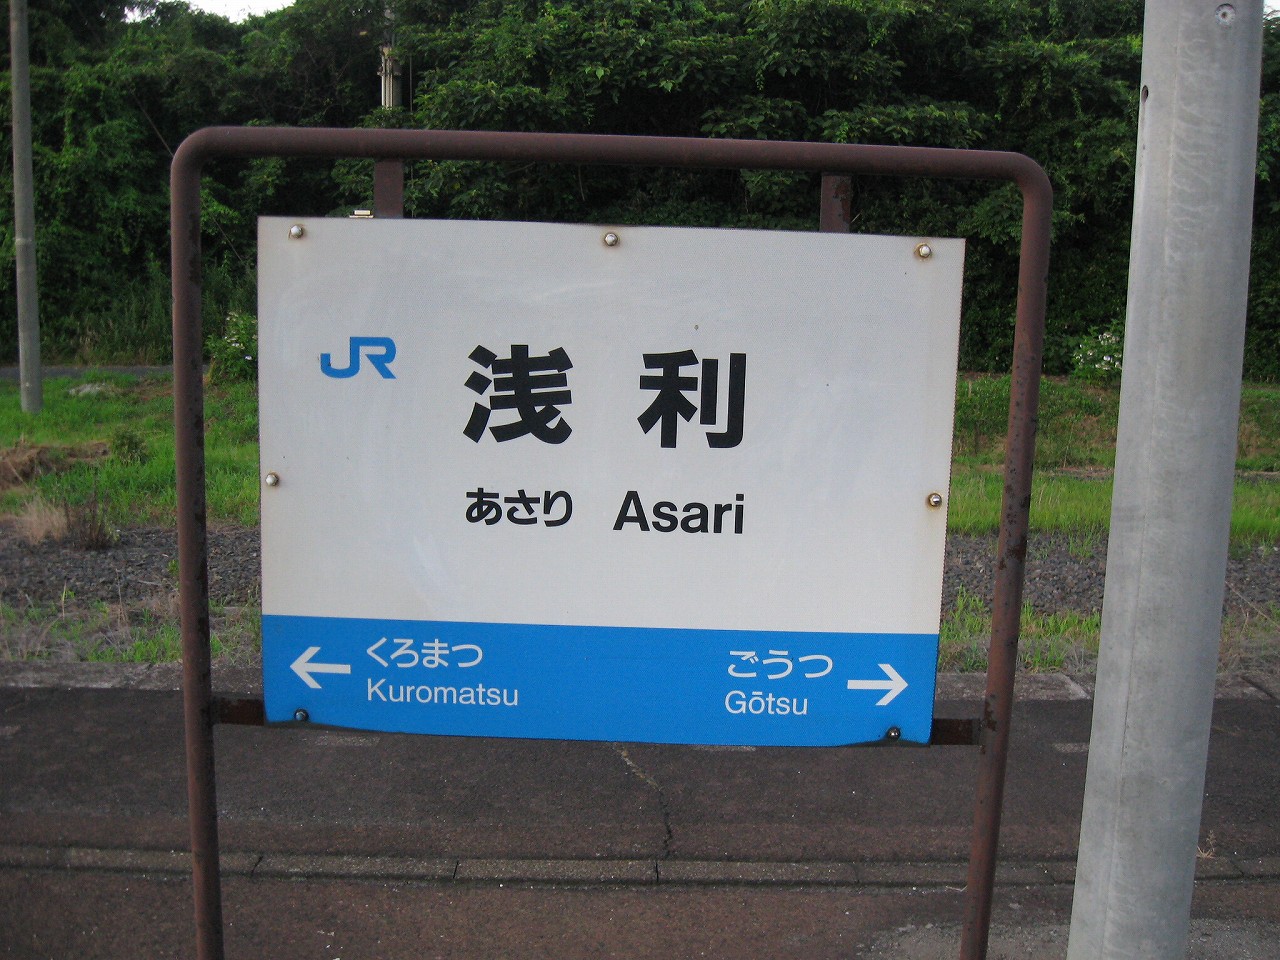 JR 浅利
あさり Asari
← くろまつ
Kuromatsu
ごうつ →
Gōtsu